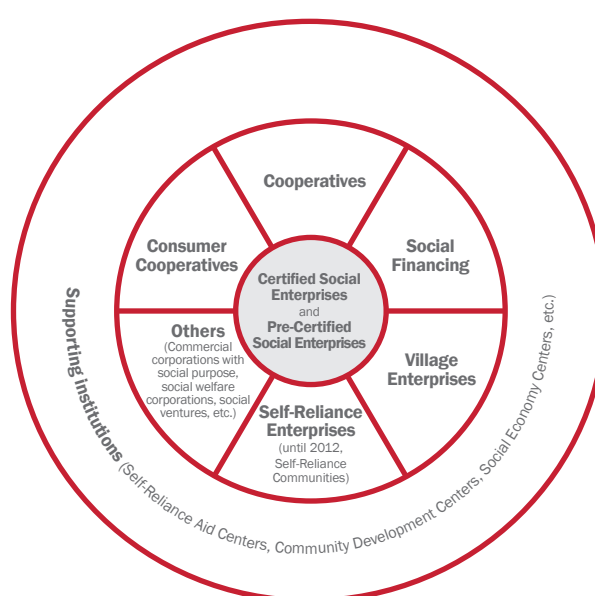 Cooperatives
Consumer
Cooperatives
Social
Financing
Certified Social
Enterprises
and
Pre-Certified
Social Enterprises
Others
(Commercial
corporations with
social purpose,
social welfare
corporations, social
ventures, etc.)
Village
Enterprises
Self-Reliance
Enterprises
(until 2012,
Self-Reliance
Communities)
Supporting institutions (Self-Reliance Aid Centers, Community Development Centers, Social Economy Centers, etc.)